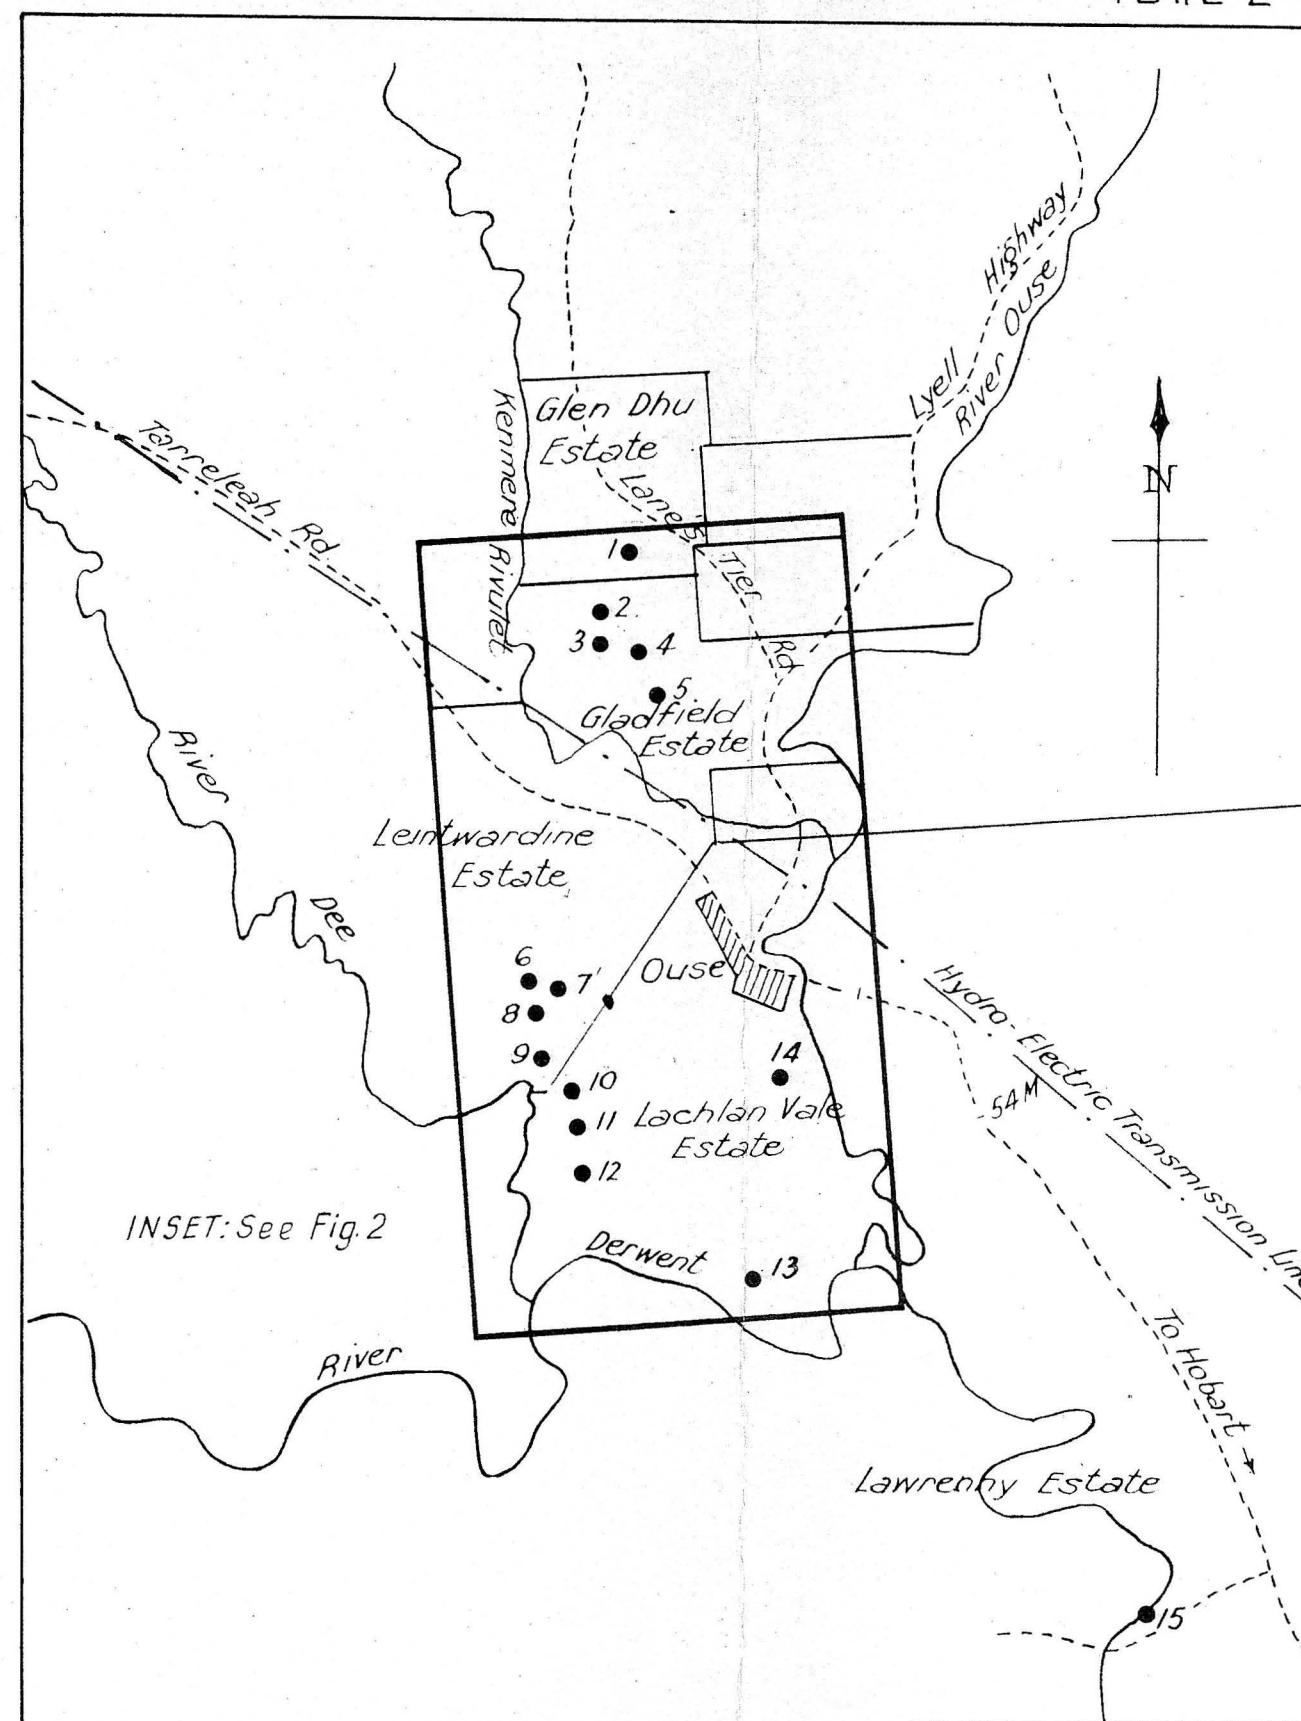 Lyell Highway
River Ouse
Glen Dhu
Estate
Kenmere Rivulet
Tarreleah Rd.
Lane's Tier Rd.
N
1
2
3
4
5
Gladfield
Estate
River Dee
Leintwardine
Estate
6
7
8
9
10
11
12
Ouse
14
Lachlan Vale
Estate
Hydro-Electric Transmission Line
54M
INSET: See Fig. 2
Derwent
13
River
To Hobart
Lawrenny Estate
15